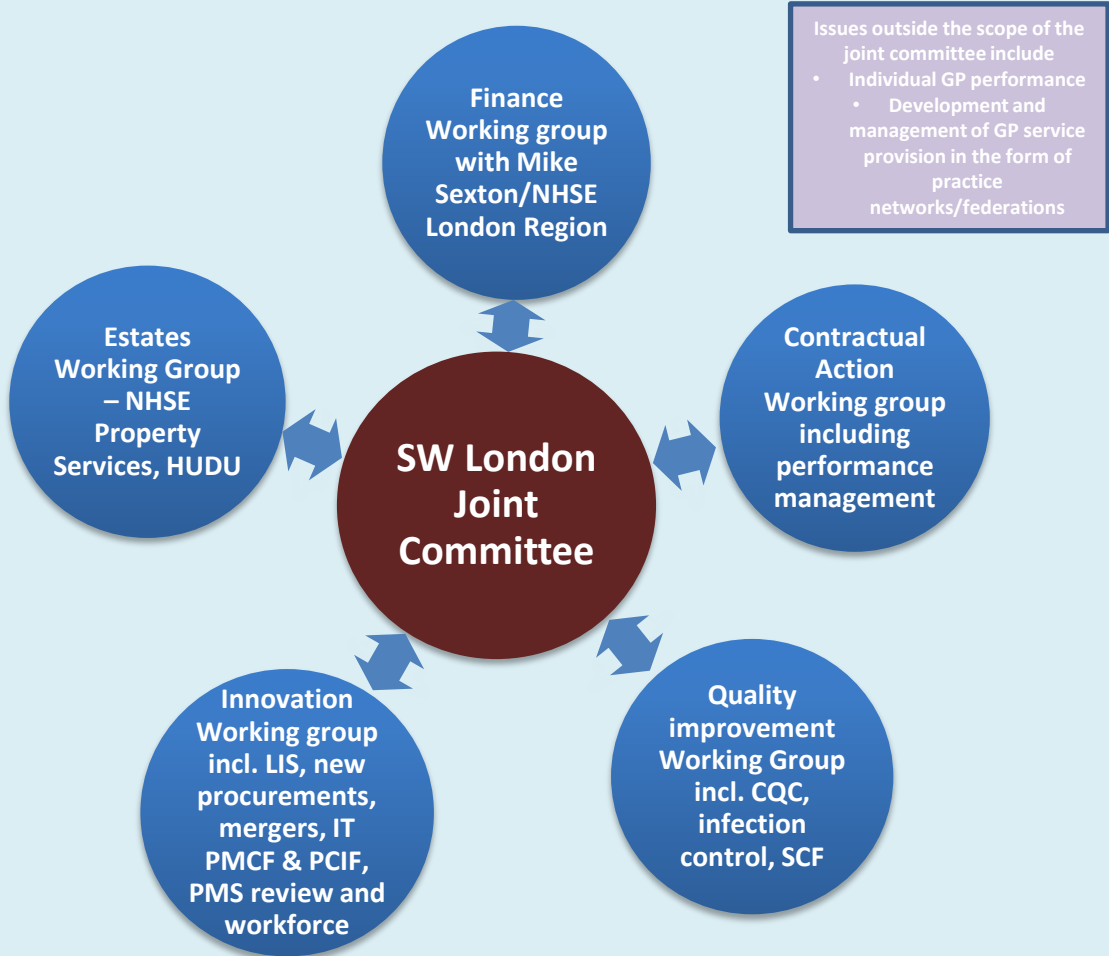 Issues outside the scope of the
joint committee include
• Individual GP performance
• Development and
management of GP service
provision in the form of
practice
networks/federations
Finance
Working group
with Mike
Sexton/NHSE
London Region
Estates
Working Group
– NHSE
Property
Services, HUDU
Contractual
Action
Working group
including
performance
management
SW London
Joint
Committee
Innovation
Working group
incl. LIS, new
procurements,
mergers, IT
PMCF & PCIF,
PMS review and
workforce
Quality
improvement
Working Group
incl. CQC,
infection
control, SCF